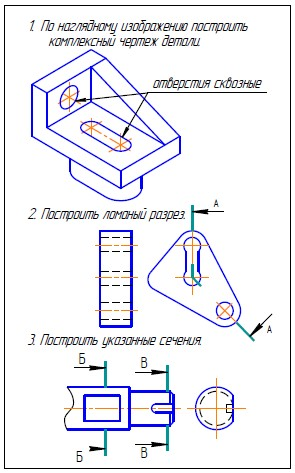 1. По наглядному изображению построить
комплексный чертеж детали.
отверстия сквозные
2. Построить ломаный разрез.
А
А
3. Построить указанные сечения.
Б
В
Б
В